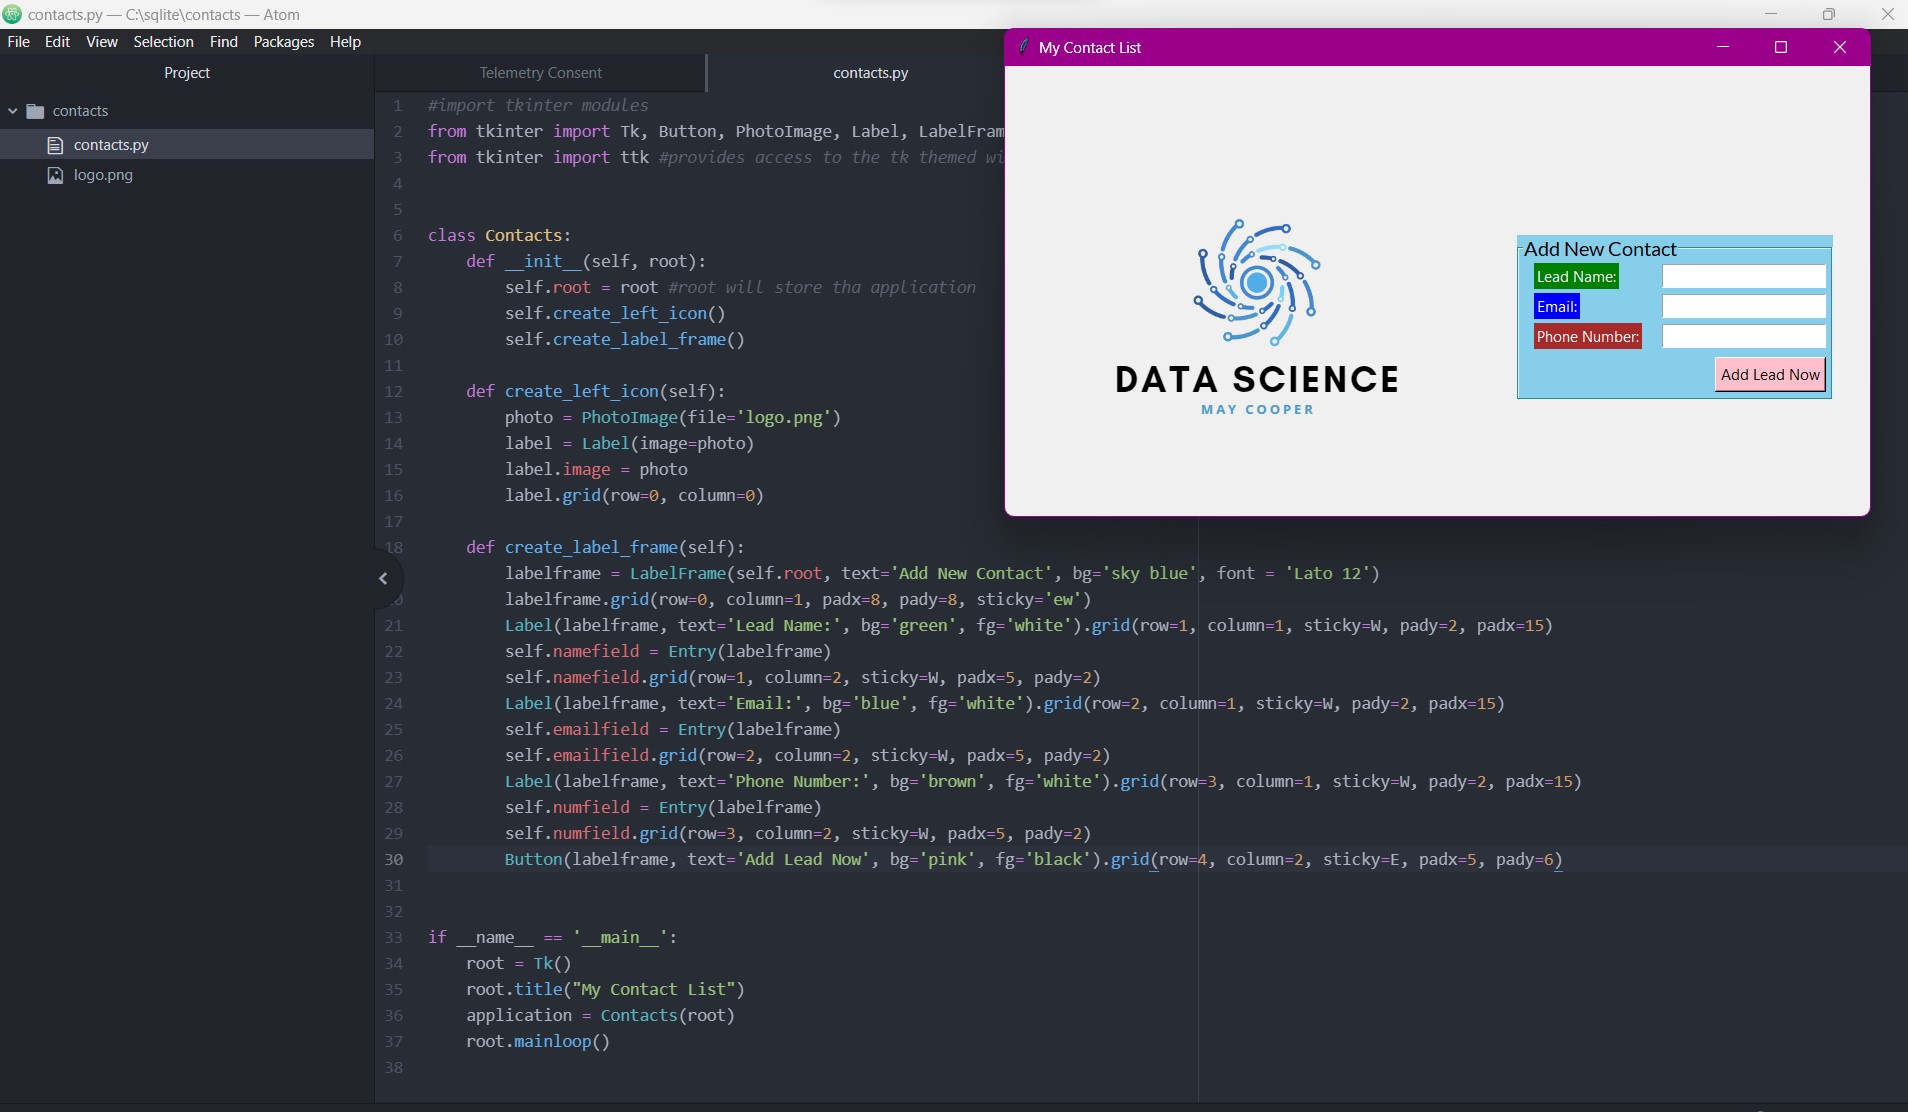 contacts.py — C:\sqlite\contacts — Atom
File Edit View Selection Find Packages Help
Project
contacts
contacts.py
logo.png
Telemetry Consent
contacts.py
1 #import tkinter modules
2 from tkinter import Tk, Button, PhotoImage, Label, LabelFram
3 from tkinter import ttk #provides access to the tk themed wi
4
5
6 class Contacts:
7 def __init__(self, root):
8 self.root = root #root will store tha application
9 self.create_left_icon()
10 self.create_label_frame()
11
12 def create_left_icon(self):
13 photo = PhotoImage(file='logo.png')
14 label = Label(image=photo)
15 label.image = photo
16 label.grid(row=0, column=0)
17
18 def create_label_frame(self):
labelframe = LabelFrame(self.root, text='Add New Contact', bg='sky blue', font = 'Lato 12')
labelframe.grid(row=0, column=1, padx=8, pady=8, sticky='ew')
21 Label(labelframe, text='Lead Name:', bg='green', fg='white').grid(row=1, column=1, sticky=W, pady=2, padx=15)
22 self.namefield = Entry(labelframe)
23 self.namefield.grid(row=1, column=2, sticky=W, padx=5, pady=2)
24 Label(labelframe, text='Email:', bg='blue', fg='white').grid(row=2, column=1, sticky=W, pady=2, padx=15)
25 self.emailfield = Entry(labelframe)
26 self.emailfield.grid(row=2, column=2, sticky=W, padx=5, pady=2)
27 Label(labelframe, text='Phone Number:', bg='brown', fg='white').grid(row=3, column=1, sticky=W, pady=2, padx=15)
28 self.numfield = Entry(labelframe)
29 self.numfield.grid(row=3, column=2, sticky=W, padx=5, pady=2)
30 Button(labelframe, text='Add Lead Now', bg='pink', fg='black').grid(row=4, column=2, sticky=E, padx=5, pady=6)
31
32
33 if __name__ == '__main__':
34 root = Tk()
35 root.title("My Contact List")
36 application = Contacts(root)
37 root.mainloop()
38
My Contact List
DATA SCIENCE
MAY COOPER
Add New Contact
Lead Name:
Email:
Phone Number:
Add Lead Now